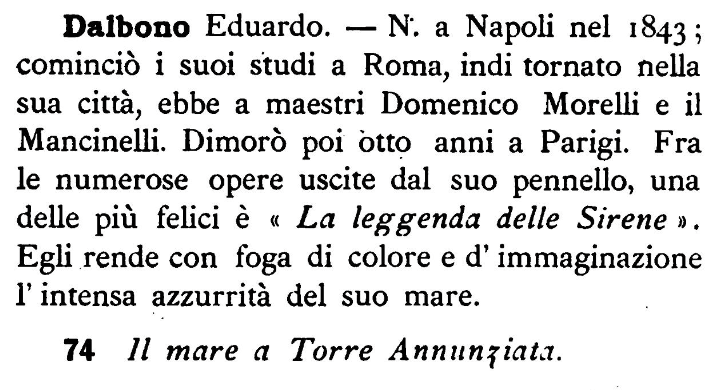 Dalbono Eduardo. — N. a Napoli nel 1843;
cominciò i suoi studi a Roma, indi tornato nella
sua città, ebbe a maestri Domenico Morelli e il
Mancinelli. Dimorò poi otto anni a Parigi. Fra
le numerose opere uscite dal suo pennello, una
delle più felici è « La leggenda delle Sirene ».
Egli rende con foga di colore e d' immaginazione
l' intensa azzurrità del suo mare.
74 Il mare a Torre Annunziata.